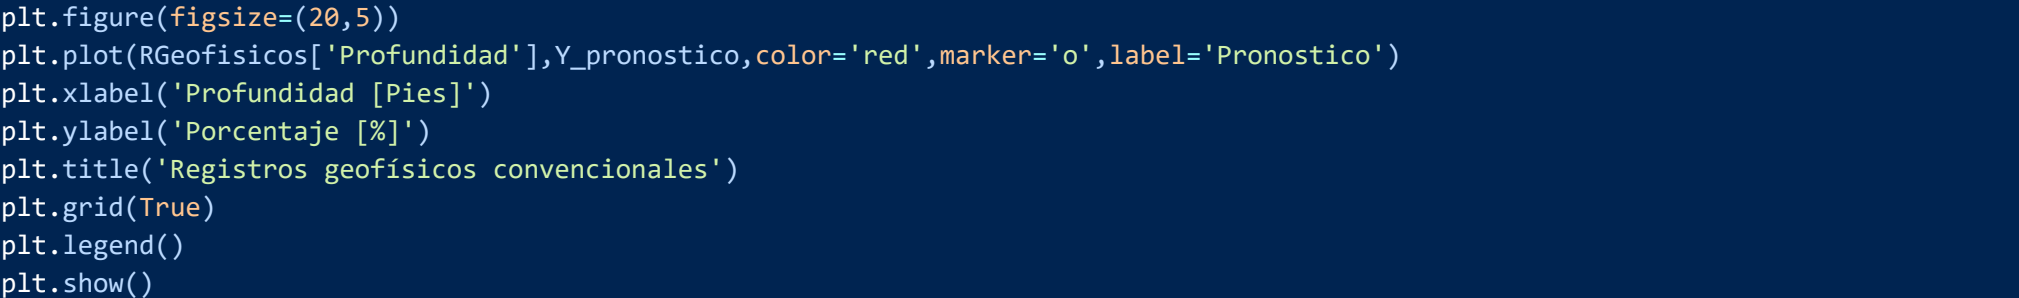 plt.figure(figsize=(20,5))
plt.plot(RGeofisicos['Profundidad'],Y_pronostico,color='red',marker='o',label='Pronostico')
plt.xlabel('Profundidad [Pies]')
plt.ylabel('Porcentaje [%]')
plt.title('Registros geofísicos convencionales')
plt.grid(True)
plt.legend()
plt.show()